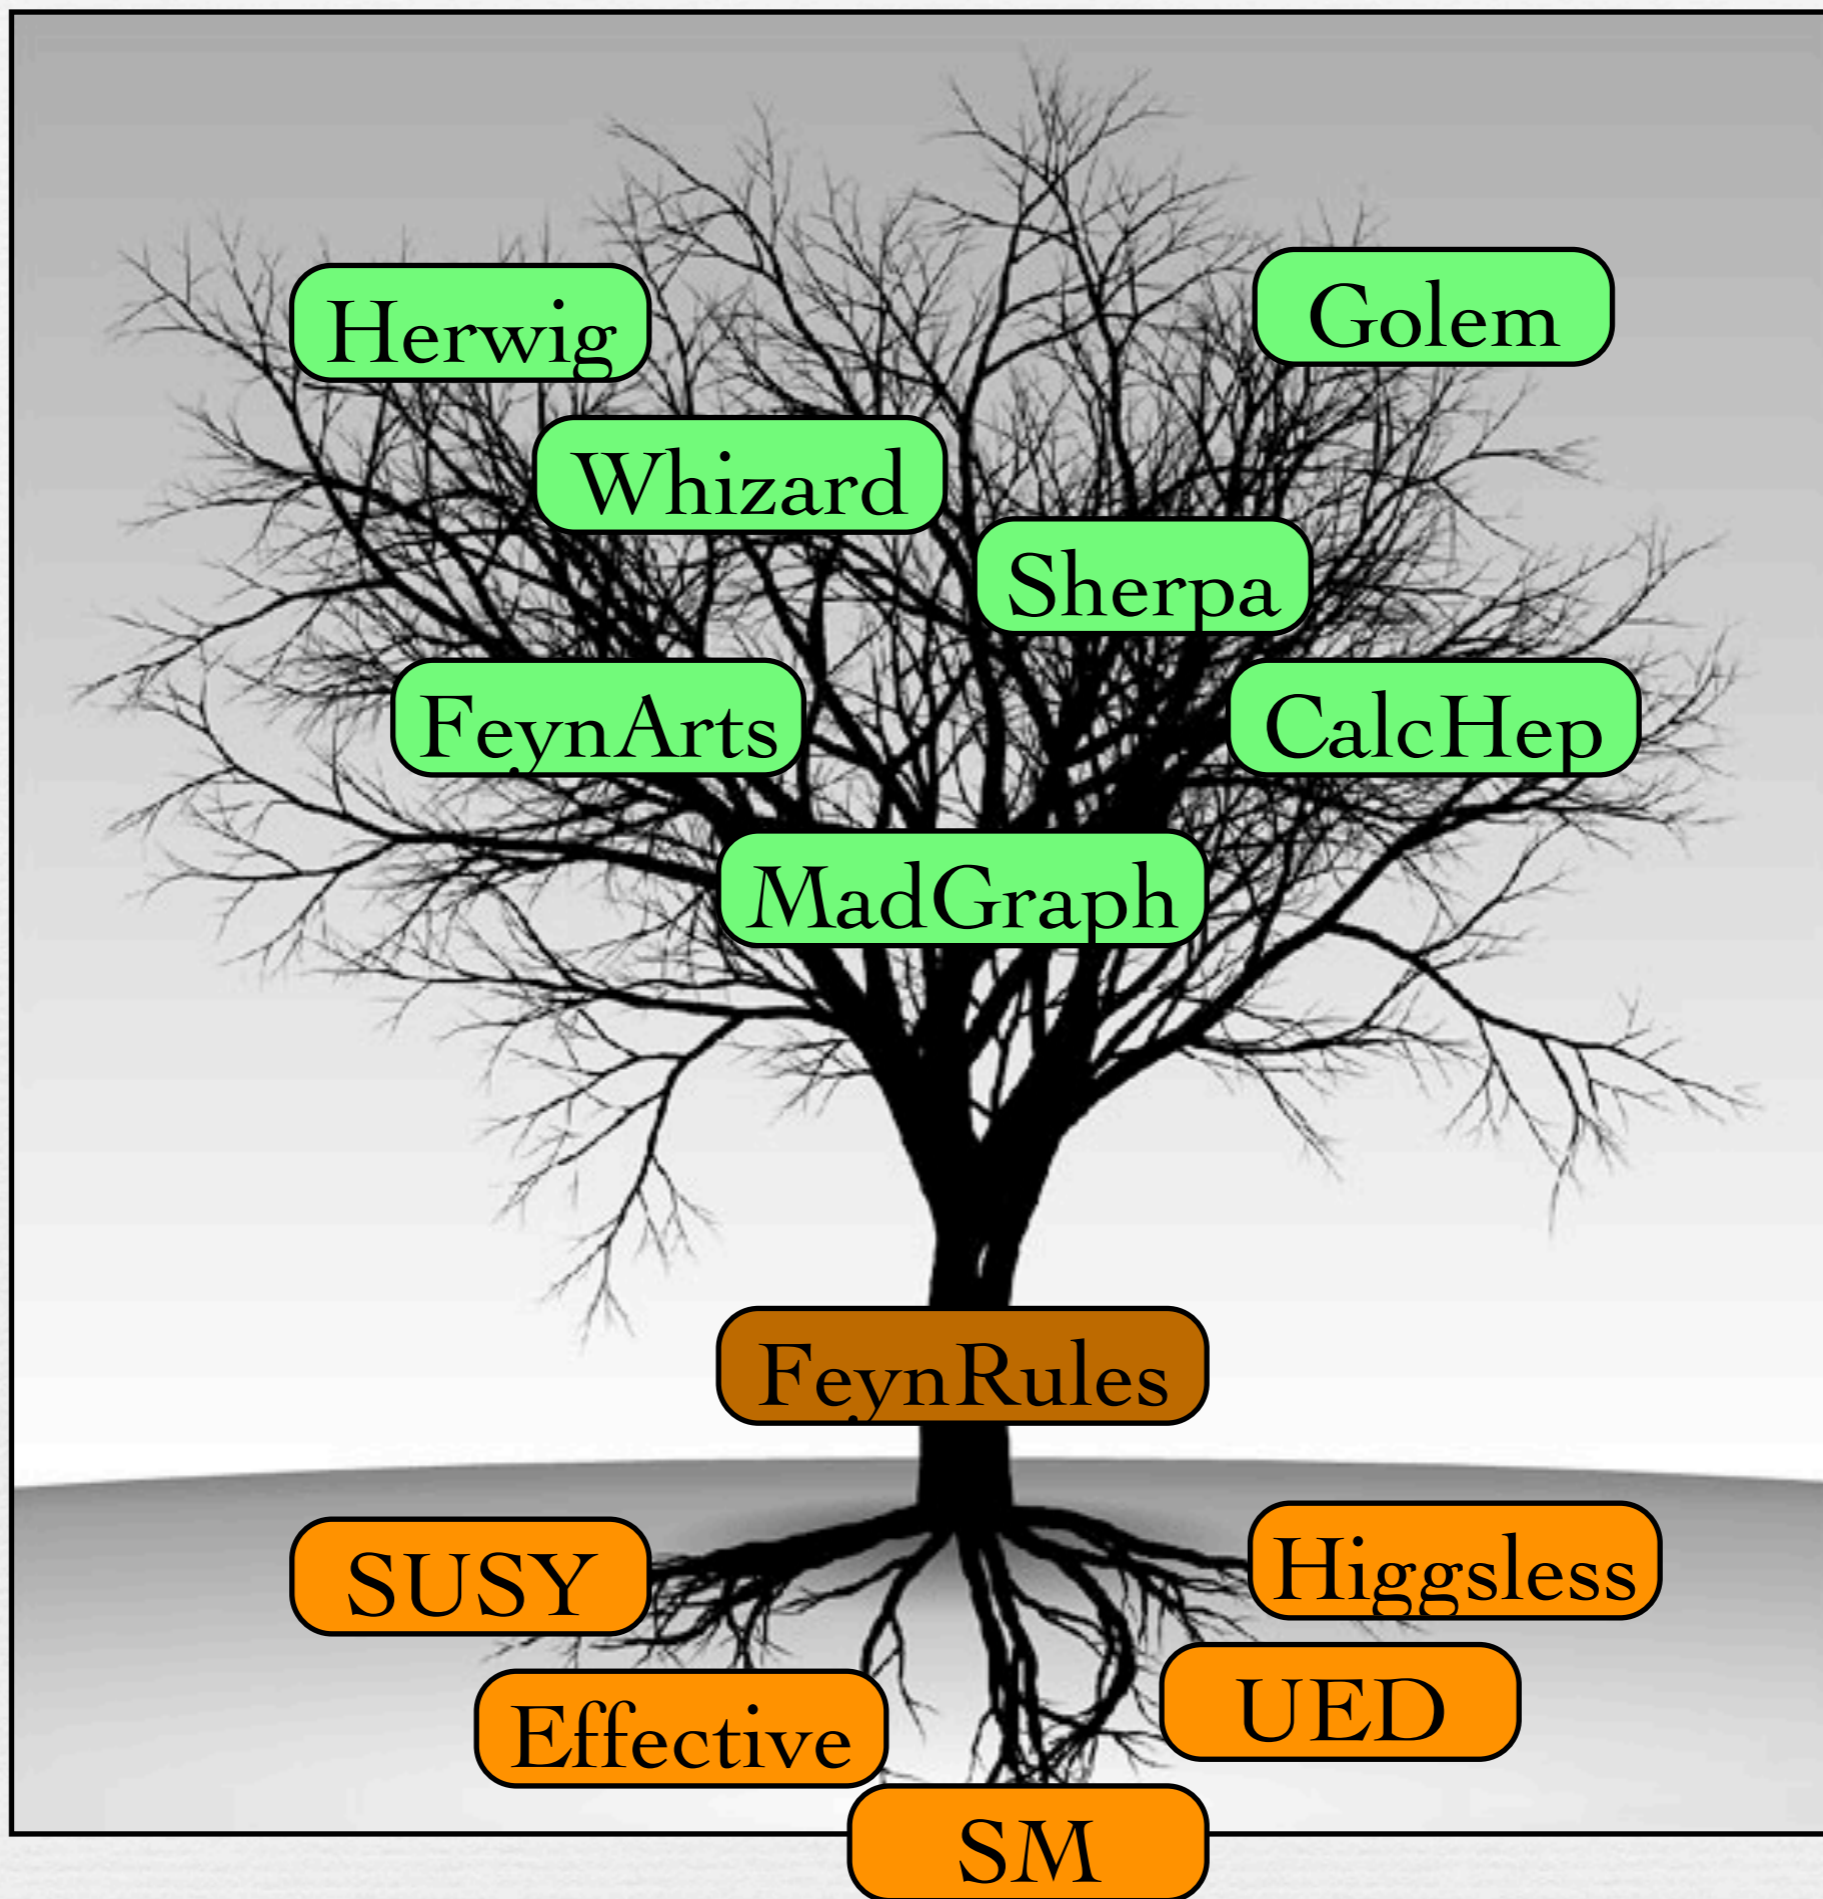 Herwig
Golem
Whizard
Sherpa
FeynArts
CalcHep
MadGraph
FeynRules
SUSY
Higgsless
Effective
UED
SM